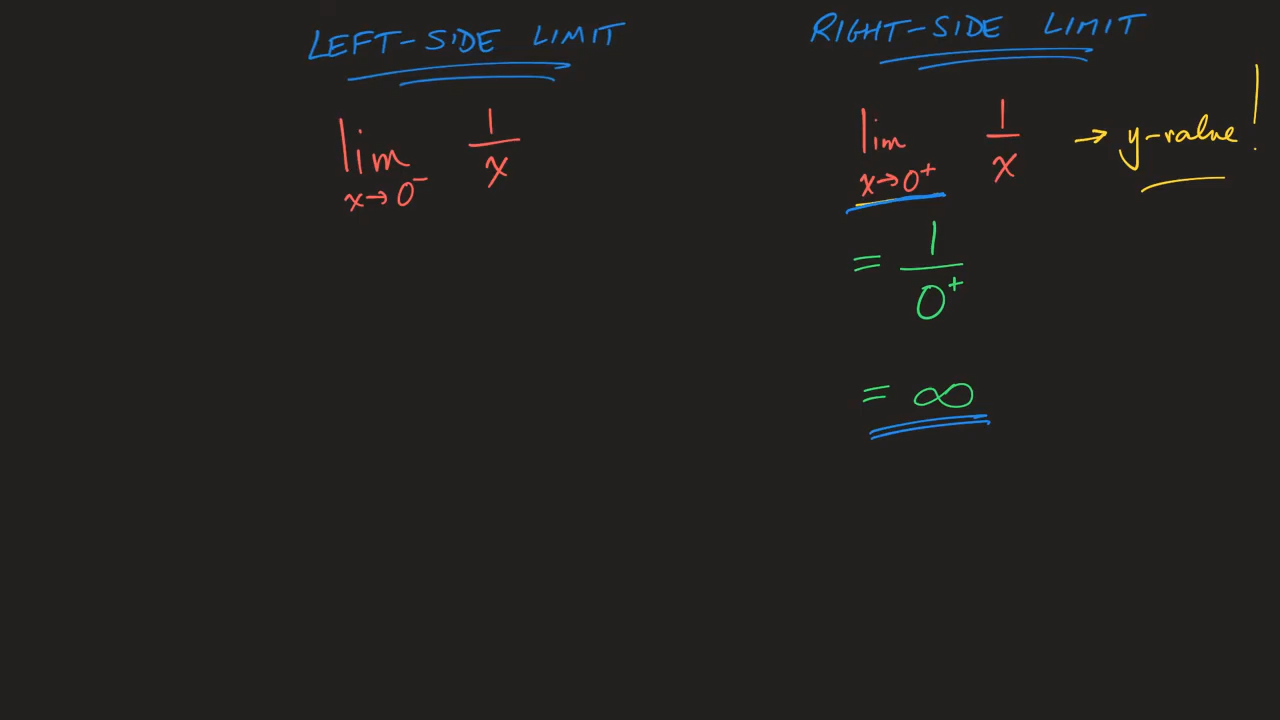 LEFT-SIDE LIMIT
lim x→0⁻ 1/x
RIGHT-SIDE LIMIT
lim x→0⁺ 1/x → y-value!
= 1/0⁺
= ∞